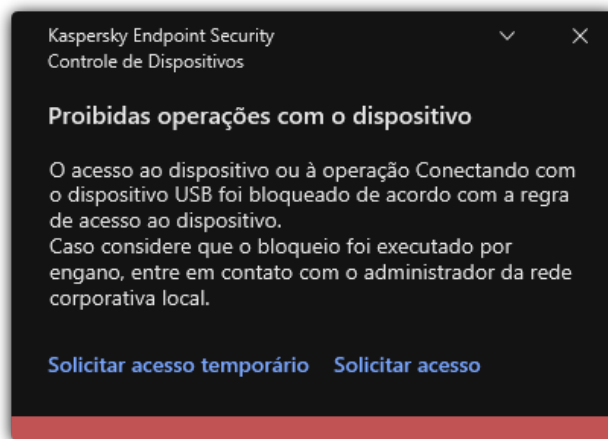 Kaspersky Endpoint Security
Controle de Dispositivos
Proibidas operações com o dispositivo
O acesso ao dispositivo ou à operação Conectando com
o dispositivo USB foi bloqueado de acordo com a regra
de acesso ao dispositivo.
Caso considere que o bloqueio foi executado por
engano, entre em contato com o administrador da rede
corporativa local.
Solicitar acesso temporário Solicitar acesso